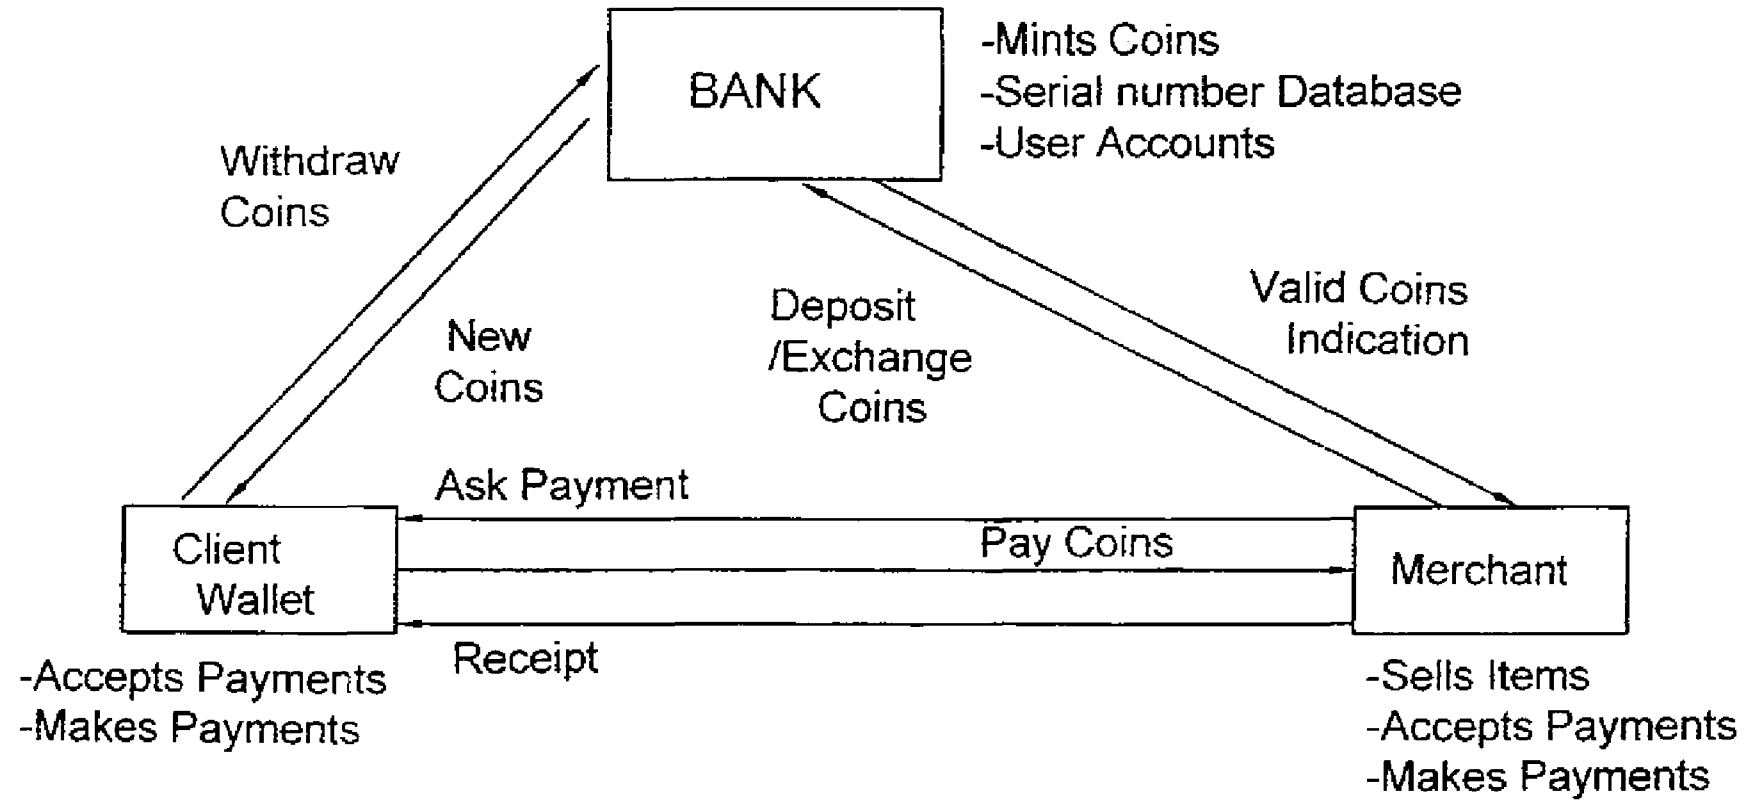 BANK
-Mints Coins
-Serial number Database
-User Accounts
Withdraw
Coins
New
Coins
Deposit
/Exchange
Coins
Valid Coins
Indication
Ask Payment
Pay Coins
Receipt
Client
Wallet
-Accepts Payments
-Makes Payments
Merchant
-Sells Items
-Accepts Payments
-Makes Payments